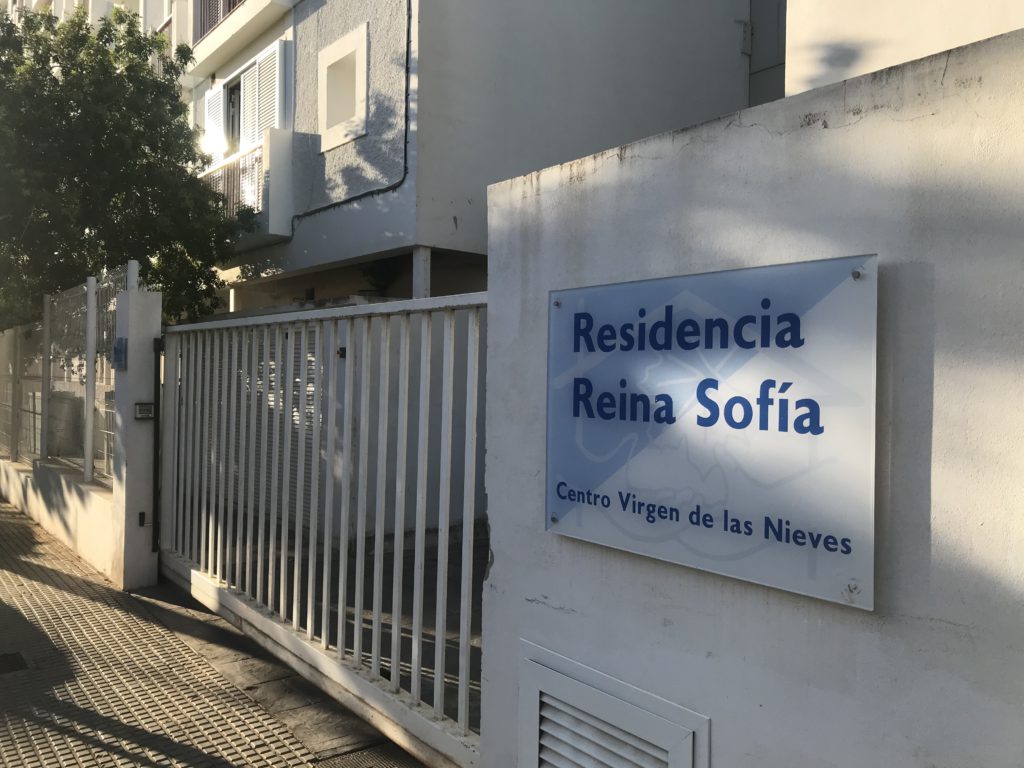 Residencia
Reina Sofía
Centro Virgen de las Nieves